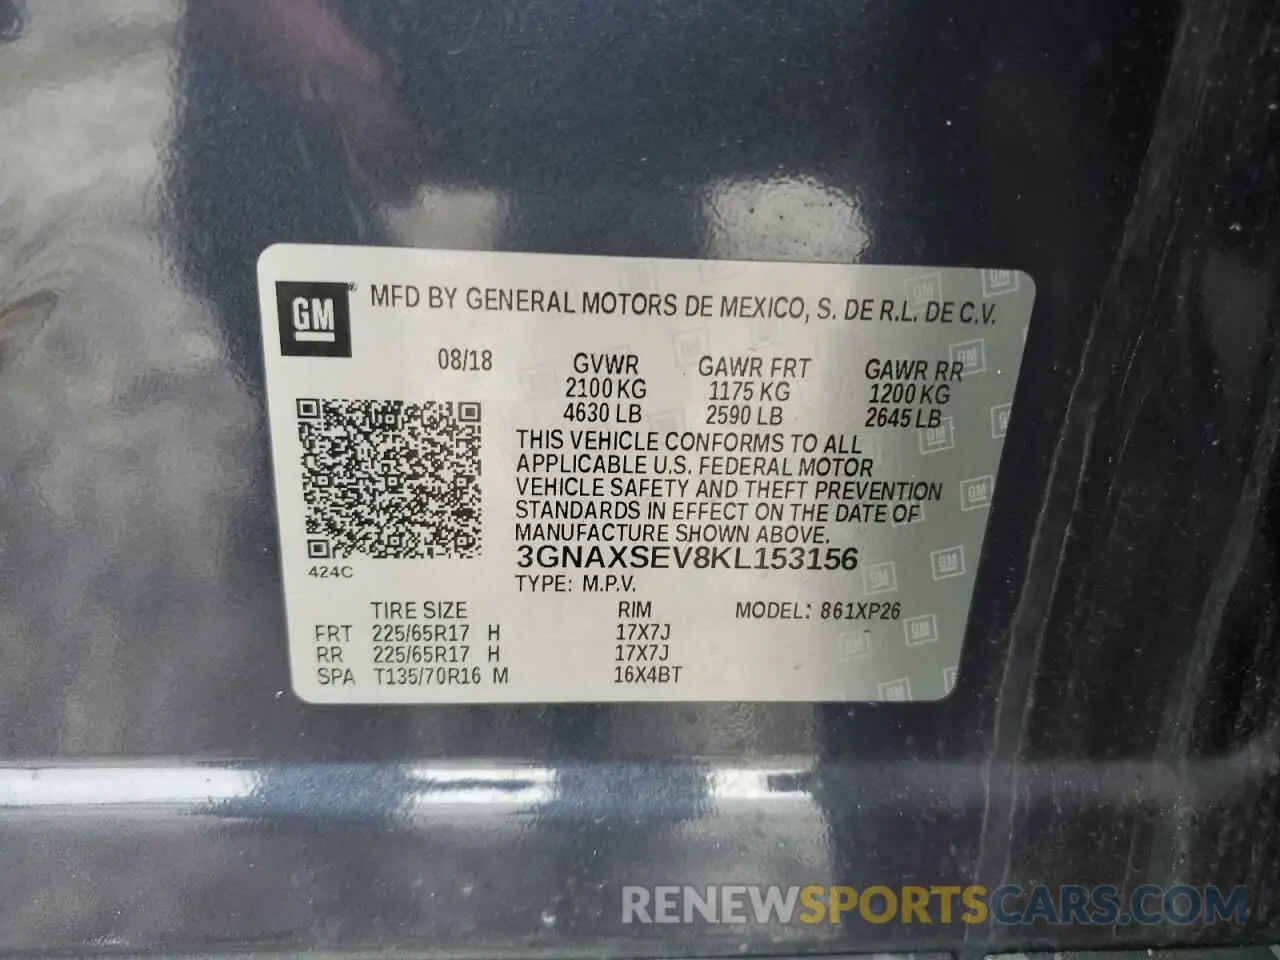 GM® MFD BY GENERAL MOTORS DE MEXICO, S. DE R.L. DE C.V.
08/18 GVWR GAWR FRT GAWR RR
2100 KG 1175 KG 1200 KG
4630 LB 2590 LB 2645 LB
THIS VEHICLE CONFORMS TO ALL
APPLICABLE U.S. FEDERAL MOTOR
VEHICLE SAFETY AND THEFT PREVENTION
STANDARDS IN EFFECT ON THE DATE OF
MANUFACTURE SHOWN ABOVE.
3GNAXSEV8KL153156
424C
TYPE: M.P.V.
TIRE SIZE RIM MODEL: 861XP26
FRT 225/65R17 H 17X7J
RR 225/65R17 H 17X7J
SPA T135/70R16 M 16X4BT
RENEWSPORTSCARS.COM